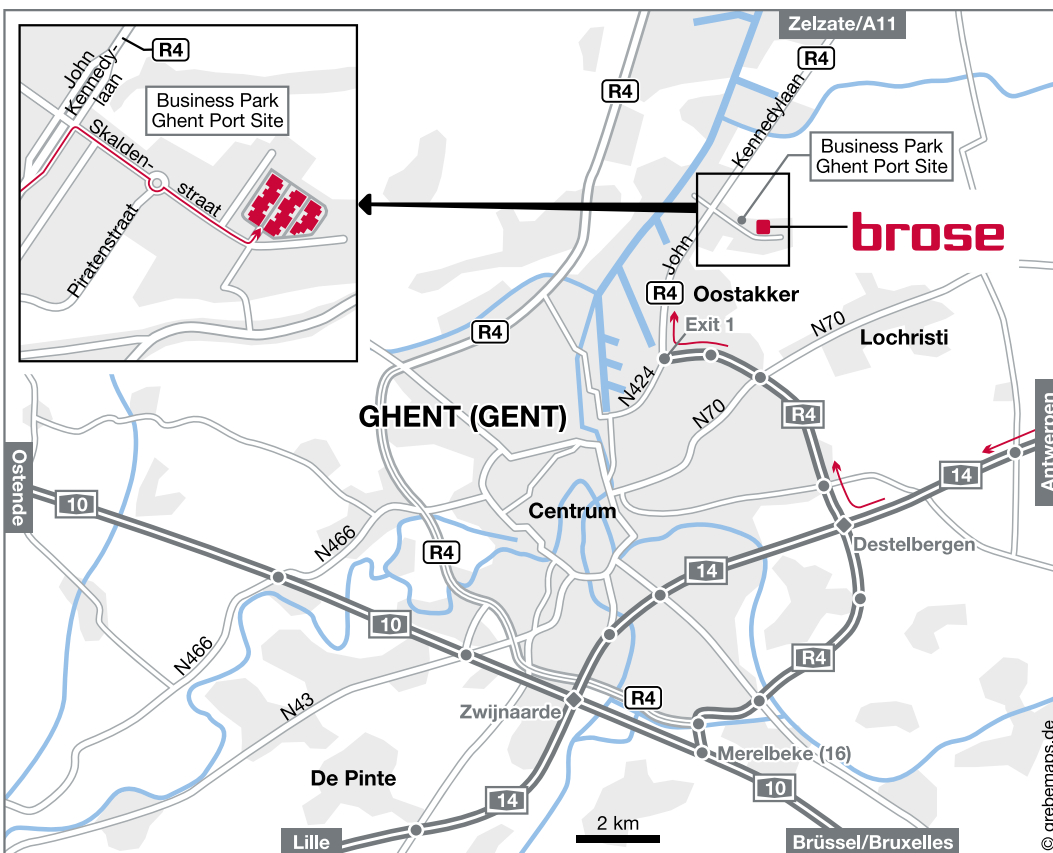 Zelzate/A11
R4
John
Kennedy-
laan
Business Park
Ghent Port Site
Skalden-
straat
Piratenstraat
R4
R4
Kennedylaan
John
Business Park
Ghent Port Site
brose
R4
Oostakker
Exit 1
R4
N70
Lochristi
N424
N70
R4
GHENT (GENT)
Antwerpen
14
Ostende
10
Centrum
N466
R4
Destelbergen
14
10
N466
R4
N43
R4
Zwijnaarde
Merelbeke (16)
De Pinte
10
14
2 km
Lille
Brüssel/Bruxelles
© grebemaps.de